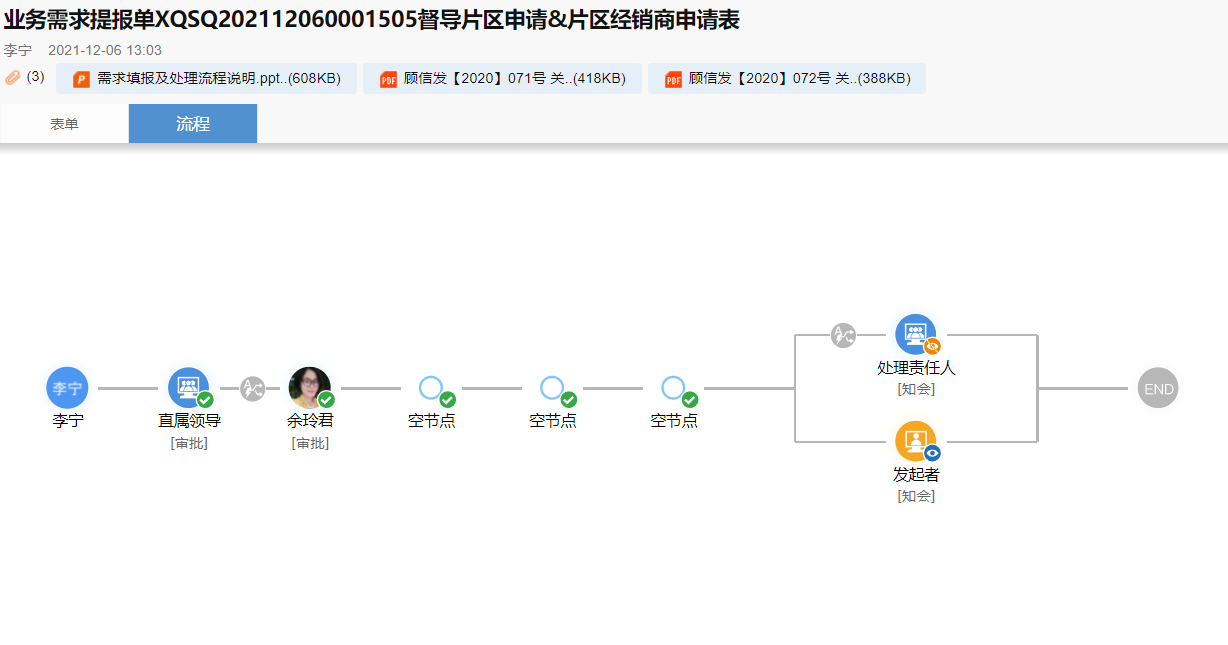 业务需求提报单XQSQ202112060001505督导片区申请&片区经销商申请表
李宁 2021-12-06 13:03
(3) 需求填报及处理流程说明.ppt..(608KB) 顾信发【2020】071号 关..(418KB) 顾信发【2020】072号 关..(388KB)
表单 流程
处理责任人
[知会]
李宁 END
李宁 直属领导 余玲君 空节点 空节点 空节点
[审批] [审批]
发起者
[知会]